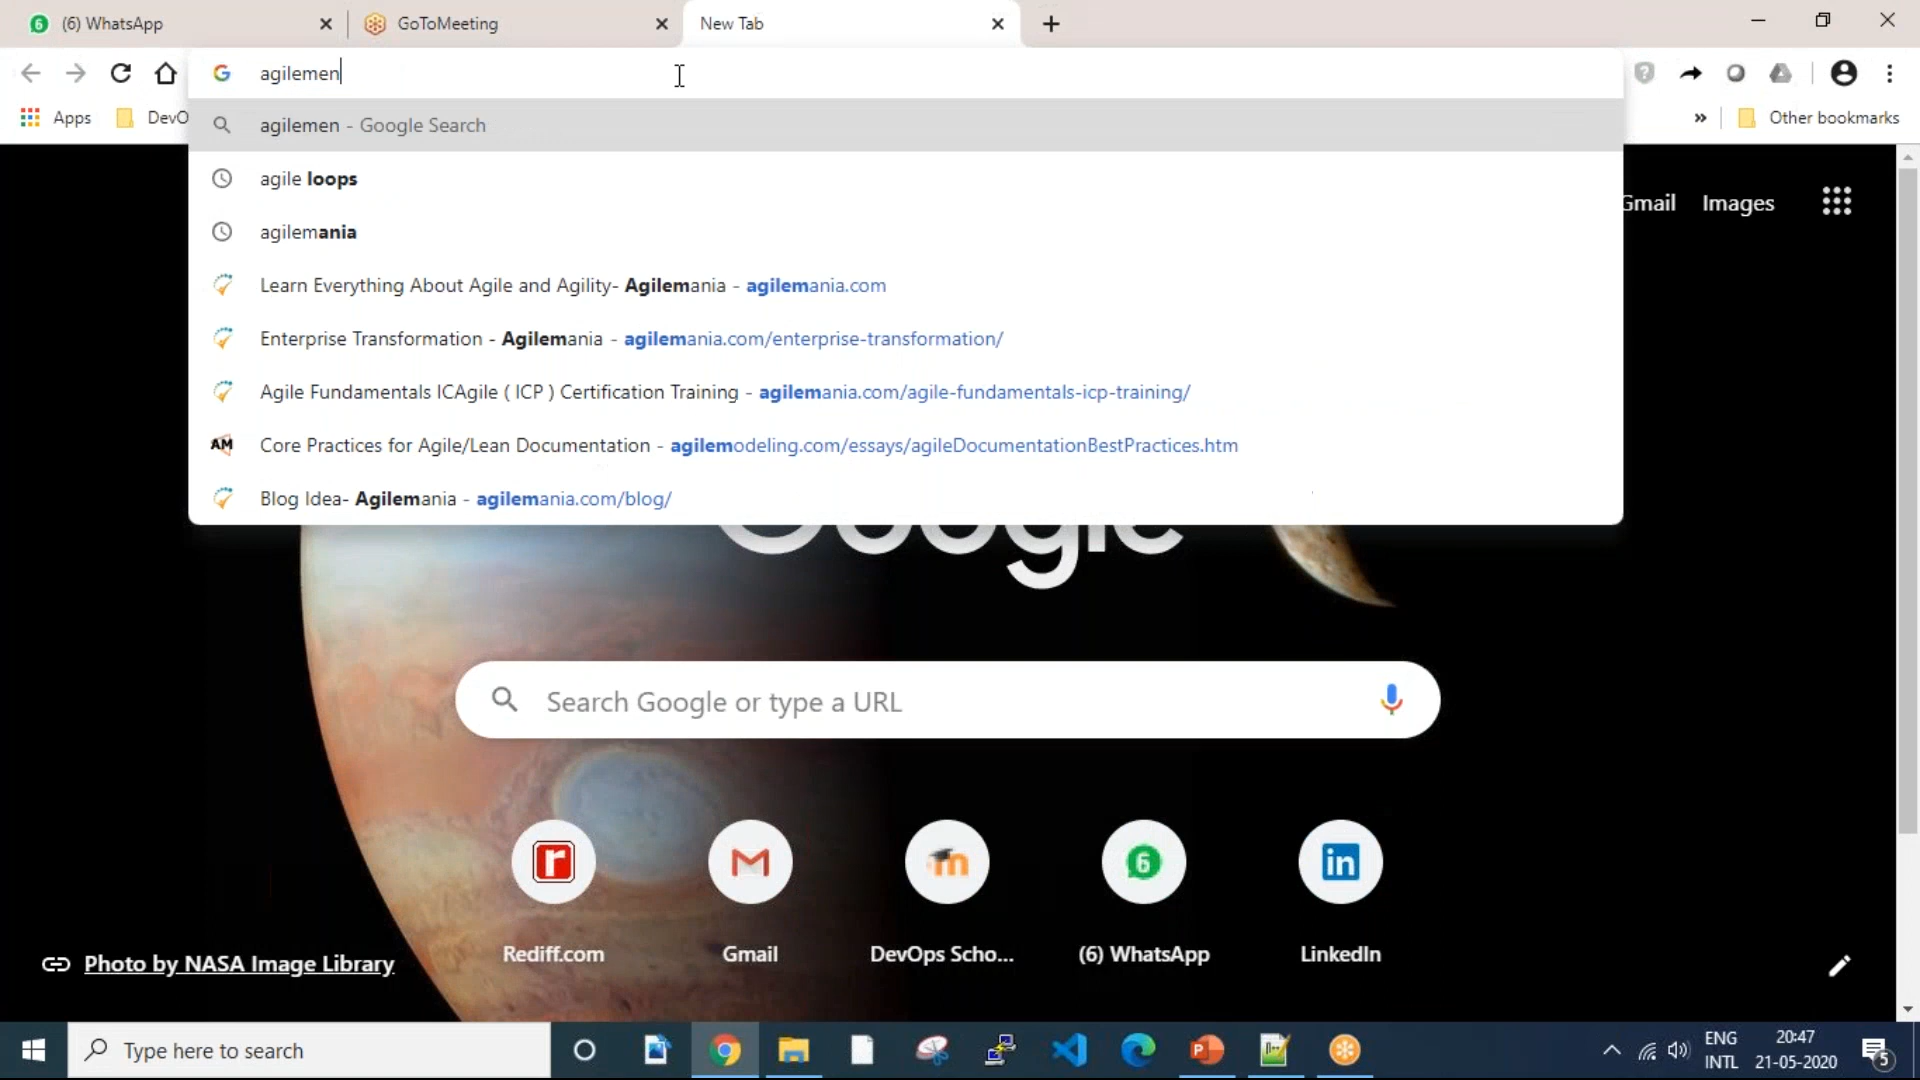 (6) WhatsApp
GoToMeeting
New Tab
agilemen
Apps
DevO
Other bookmarks
agilemen - Google Search
agile loops
agilemania
Learn Everything About Agile and Agility- Agilemania - agilemania.com
Enterprise Transformation - Agilemania - agilemania.com/enterprise-transformation/
Agile Fundamentals ICAgile ( ICP ) Certification Training - agilemania.com/agile-fundamentals-icp-training/
AM Core Practices for Agile/Lean Documentation - agilemodeling.com/essays/agileDocumentationBestPractices.htm
Blog Idea- Agilemania - agilemania.com/blog/
Gmail Images
Google
Search Google or type a URL
Rediff.com
Gmail
DevOps Scho...
(6) WhatsApp
LinkedIn
Photo by NASA Image Library
Type here to search
ENG
INTL
20:47
21-05-2020
5